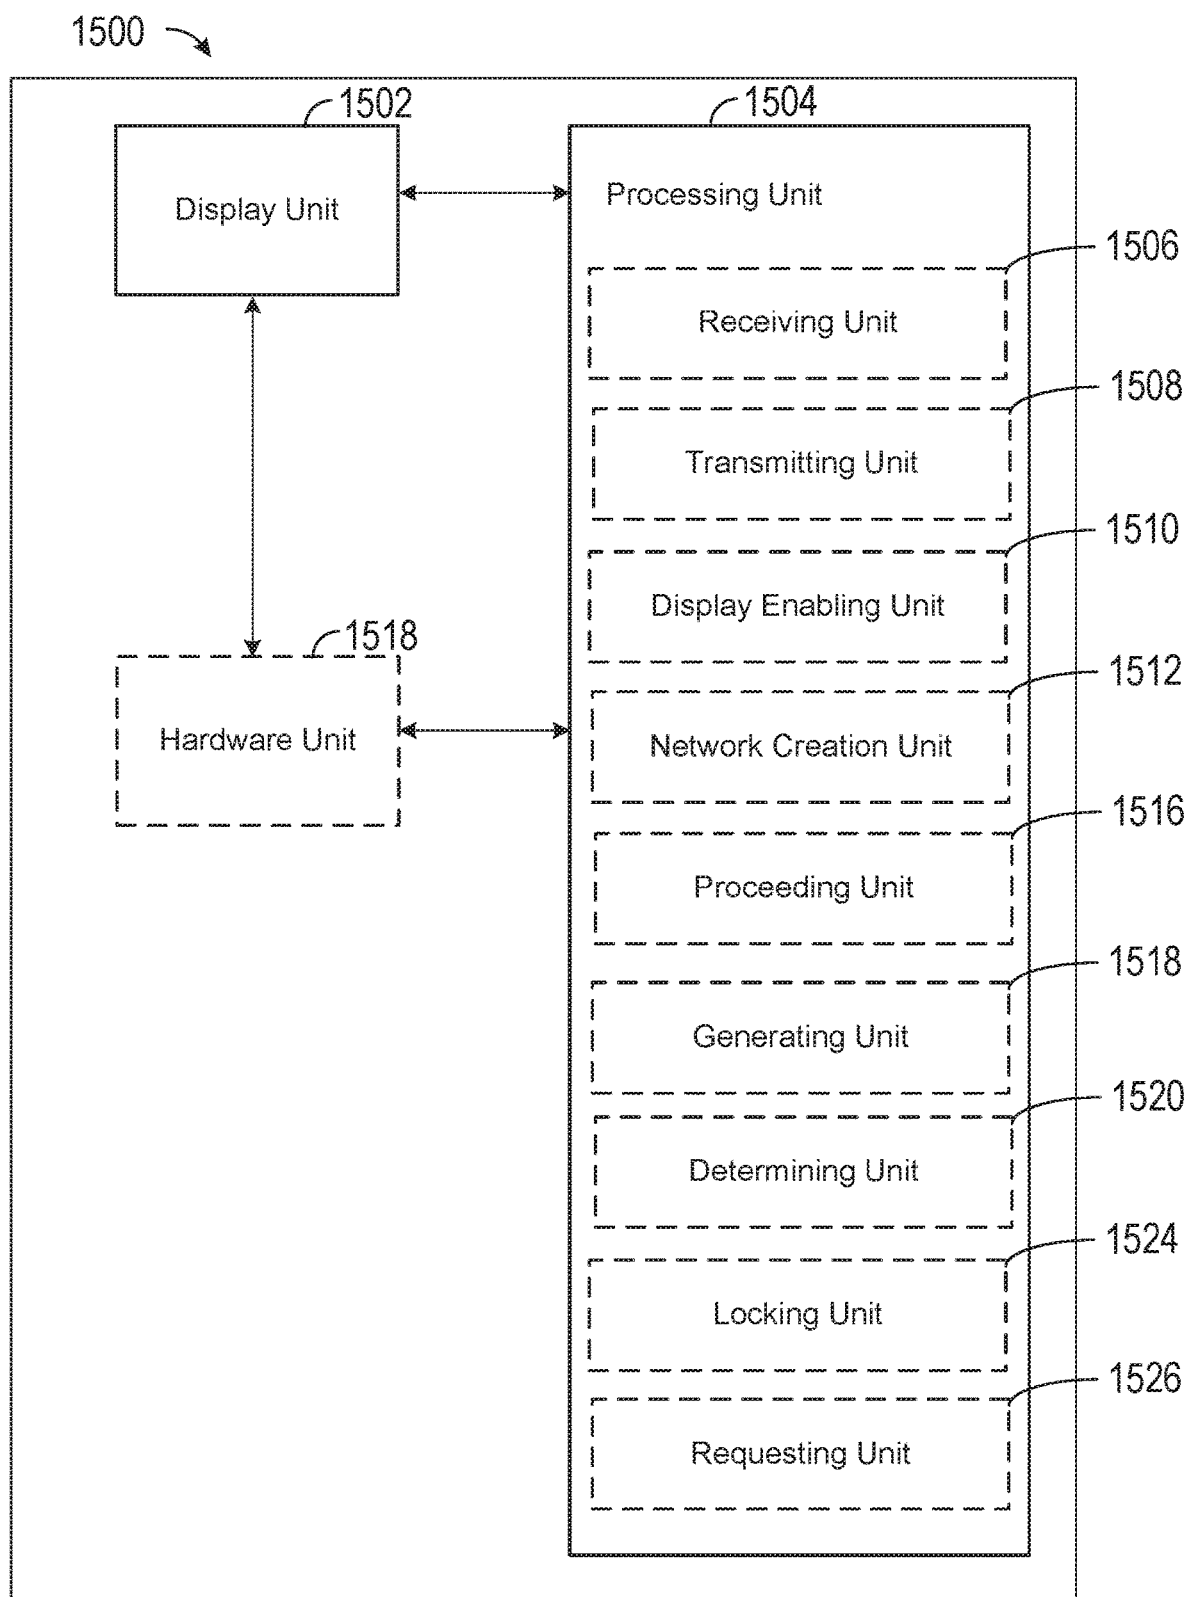 1500
1502
1504
Display Unit
Processing Unit
1506
Receiving Unit
1508
Transmitting Unit
1510
Display Enabling Unit
1518
1512
Hardware Unit
Network Creation Unit
1516
Proceeding Unit
1518
Generating Unit
1520
Determining Unit
1524
Locking Unit
1526
Requesting Unit